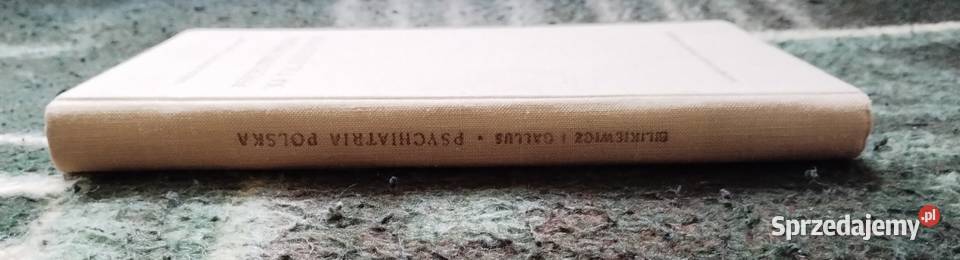 BILIKIEWICZ I GALLUS • PSYCHIATRIA POLSKA
Sprzedajemy.pl